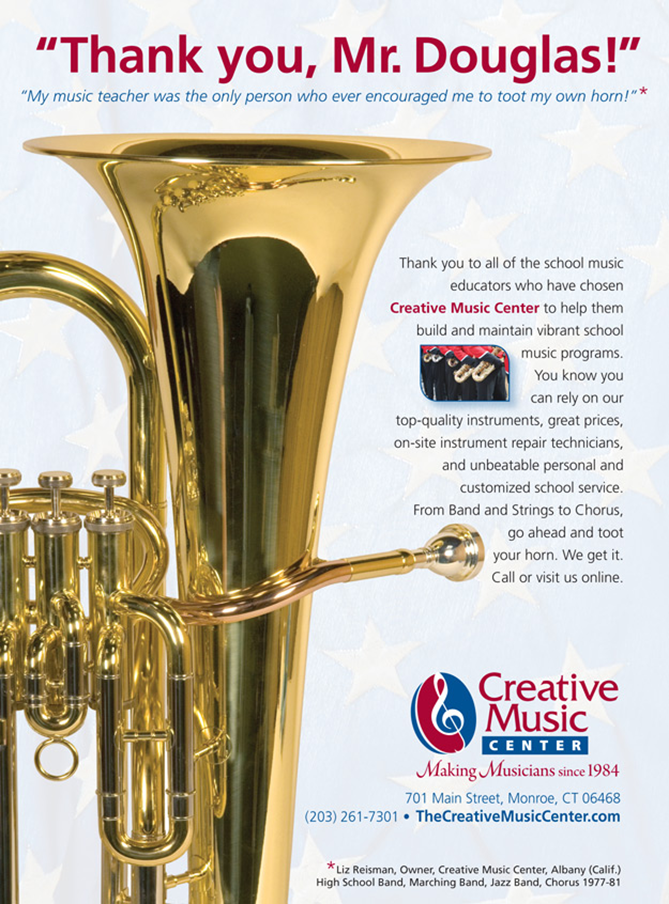 “Thank you, Mr. Douglas!”
“My music teacher was the only person who ever encouraged me to toot my own horn!”*
Thank you to all of the school music
educators who have chosen
Creative Music Center to help them
build and maintain vibrant school
music programs.
You know you
can rely on our
top-quality instruments, great prices,
on-site instrument repair technicians,
and unbeatable personal and
customized school service.
From Band and Strings to Chorus,
go ahead and toot
your horn. We get it.
Call or visit us online.
Creative
Music
CENTER
Making Musicians since 1984
701 Main Street, Monroe, CT 06468
(203) 261-7301 • TheCreativeMusicCenter.com
*Liz Reisman, Owner, Creative Music Center, Albany (Calif.)
High School Band, Marching Band, Jazz Band, Chorus 1977-81